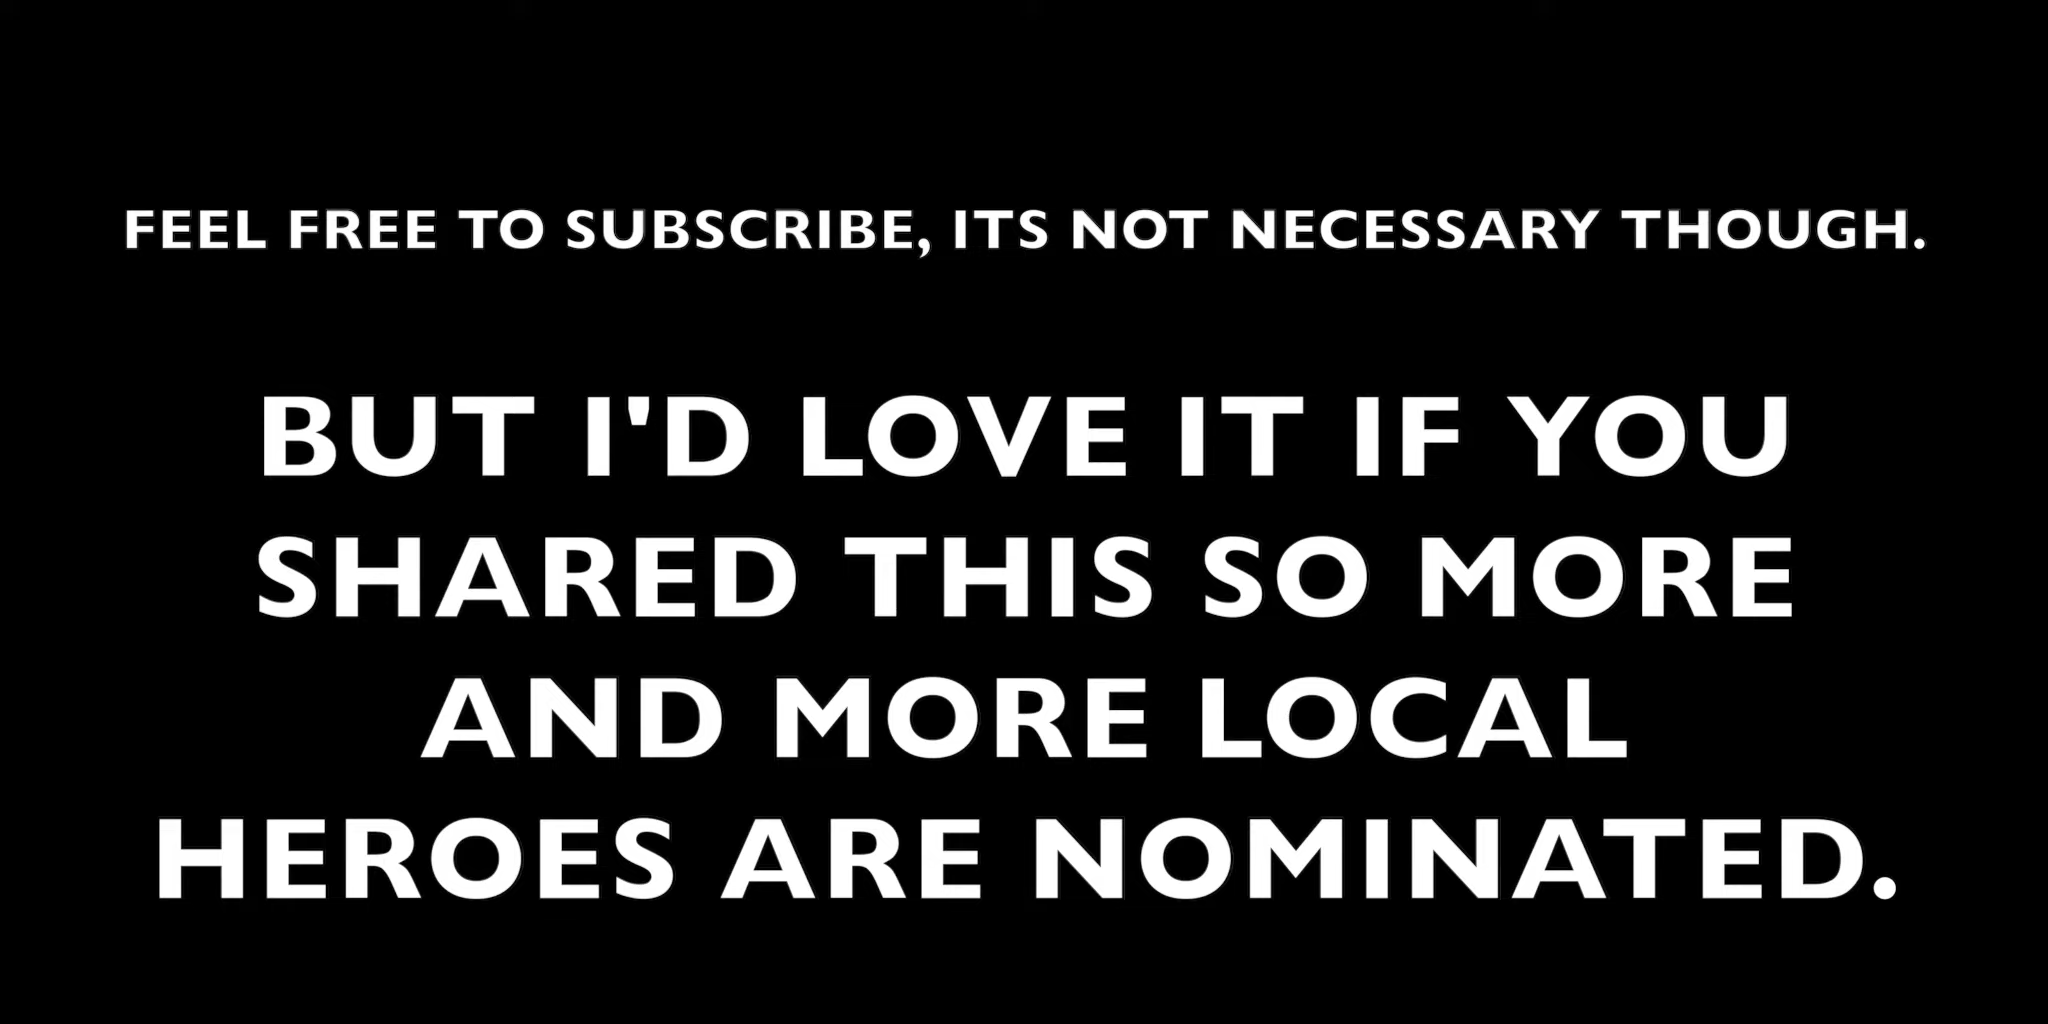 FEEL FREE TO SUBSCRIBE, ITS NOT NECESSARY THOUGH.
BUT I'D LOVE IT IF YOU
SHARED THIS SO MORE
AND MORE LOCAL
HEROES ARE NOMINATED.